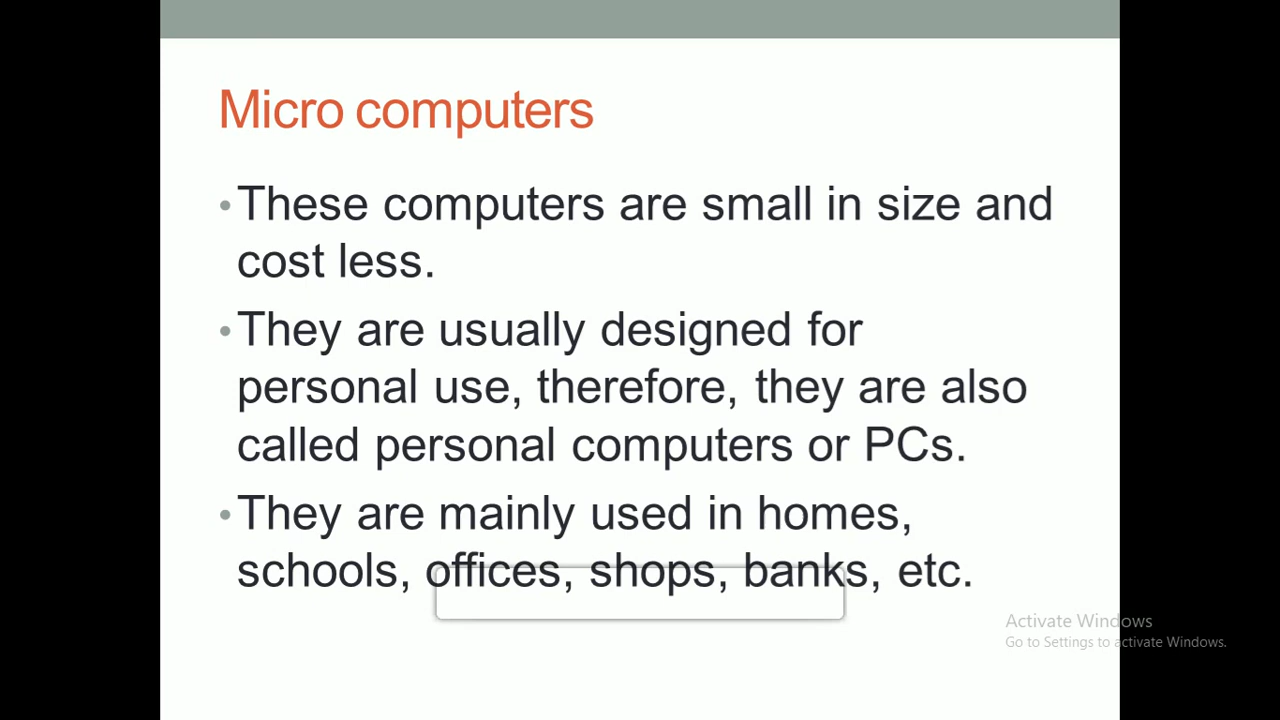 Micro computers
•These computers are small in size and
cost less.
•They are usually designed for
personal use, therefore, they are also
called personal computers or PCs.
•They are mainly used in homes,
schools, offices, shops, banks, etc.
Activate Windows
Go to Settings to activate Windows.